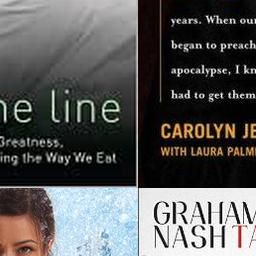 ne line
Greatness,
ing the Way We Eat
years. When our
began to preach
apocalypse, I kn
had to get them
CAROLYN JE
WITH LAURA PALM
GRAHAM
NASH TA